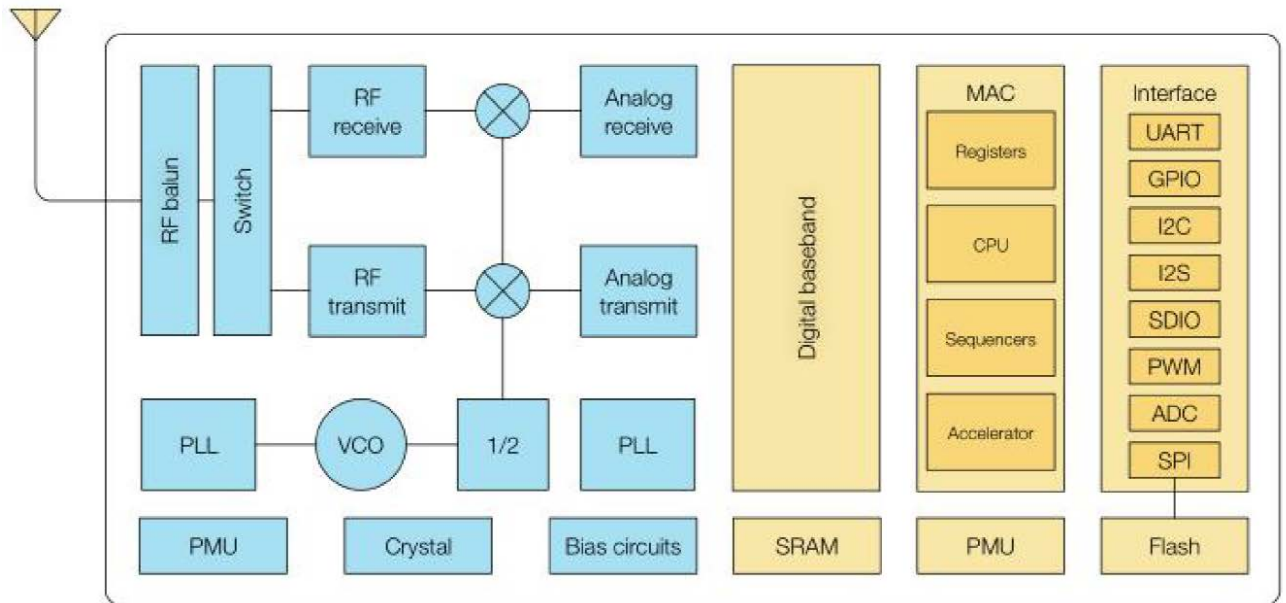 RF balun
Switch
RF
receive
Analog
receive
RF
transmit
Analog
transmit
PLL
VCO
1/2
PLL
PMU
Crystal
Bias circuits
Digital baseband
SRAM
MAC
Registers
CPU
Sequencers
Accelerator
PMU
Interface
UART
GPIO
I2C
I2S
SDIO
PWM
ADC
SPI
Flash